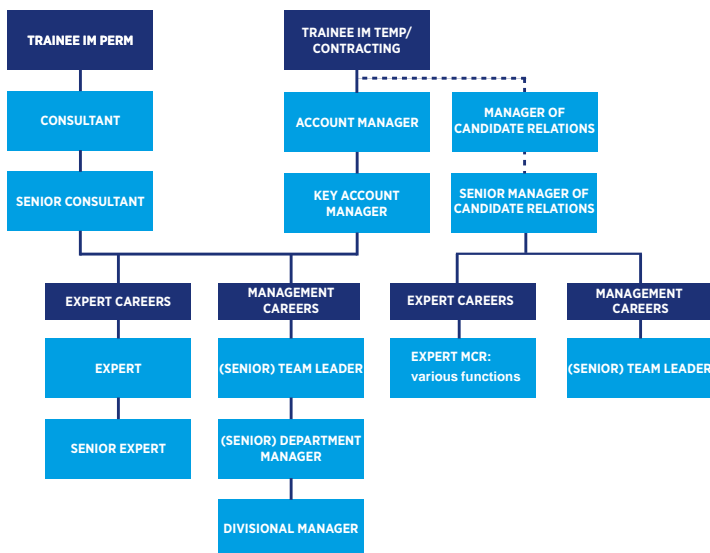 TRAINEE IM PERM
TRAINEE IM TEMP/
CONTRACTING
CONSULTANT
ACCOUNT MANAGER
MANAGER OF
CANDIDATE RELATIONS
SENIOR CONSULTANT
KEY ACCOUNT
MANAGER
SENIOR MANAGER OF
CANDIDATE RELATIONS
EXPERT CAREERS
MANAGEMENT
CAREERS
EXPERT CAREERS
MANAGEMENT
CAREERS
EXPERT
(SENIOR) TEAM LEADER
EXPERT MCR:
various functions
(SENIOR) TEAM LEADER
SENIOR EXPERT
(SENIOR) DEPARTMENT
MANAGER
DIVISIONAL MANAGER